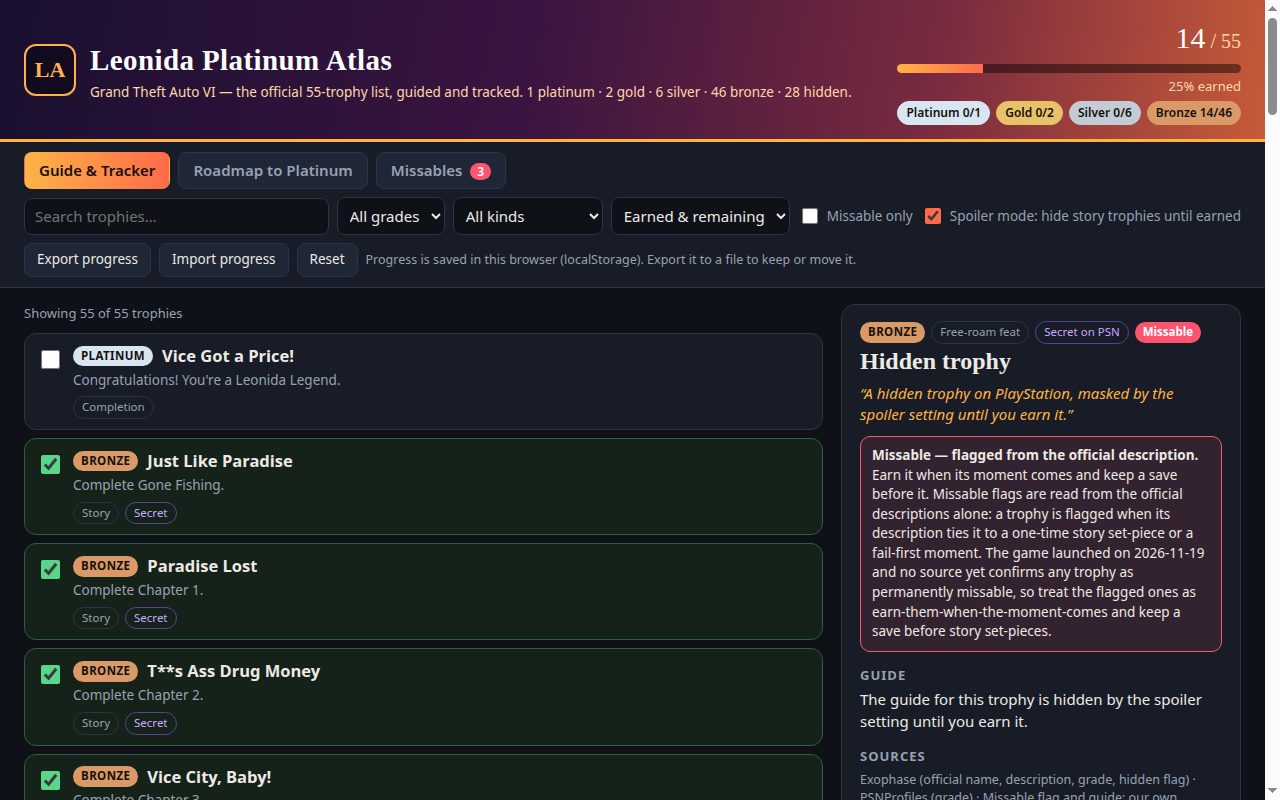 LA
Leonida Platinum Atlas
Grand Theft Auto VI — the official 55-trophy list, guided and tracked. 1 platinum · 2 gold · 6 silver · 46 bronze · 28 hidden.
14 / 55
25% earned
Platinum 0/1 Gold 0/2 Silver 0/6 Bronze 14/46
Guide & Tracker Roadmap to Platinum Missables 3
Search trophies... All grades All kinds Earned & remaining Missable only Spoiler mode: hide story trophies until earned
Export progress Import progress Reset Progress is saved in this browser (localStorage). Export it to a file to keep or move it.
Showing 55 of 55 trophies
PLATINUM Vice Got a Price!
Congratulations! You're a Leonida Legend.
Completion
BRONZE Just Like Paradise
Complete Gone Fishing.
Story Secret
BRONZE Paradise Lost
Complete Chapter 1.
Story Secret
BRONZE T**s Ass Drug Money
Complete Chapter 2.
Story Secret
BRONZE Vice City, Baby!
Complete Chapter 3.
BRONZE Free-roam feat Secret on PSN Missable
Hidden trophy
“A hidden trophy on PlayStation, masked by the
spoiler setting until you earn it.”
Missable — flagged from the official description.
Earn it when its moment comes and keep a save
before it. Missable flags are read from the official
descriptions alone: a trophy is flagged when its
description ties it to a one-time story set-piece or a
fail-first moment. The game launched on 2026-11-19
and no source yet confirms any trophy as
permanently missable, so treat the flagged ones as
earn-them-when-the-moment-comes and keep a
save before story set-pieces.
GUIDE
The guide for this trophy is hidden by the spoiler
setting until you earn it.
SOURCES
Exophase (official name, description, grade, hidden flag) ·
PSNProfiles (grade) · Missable flag and guide: our own